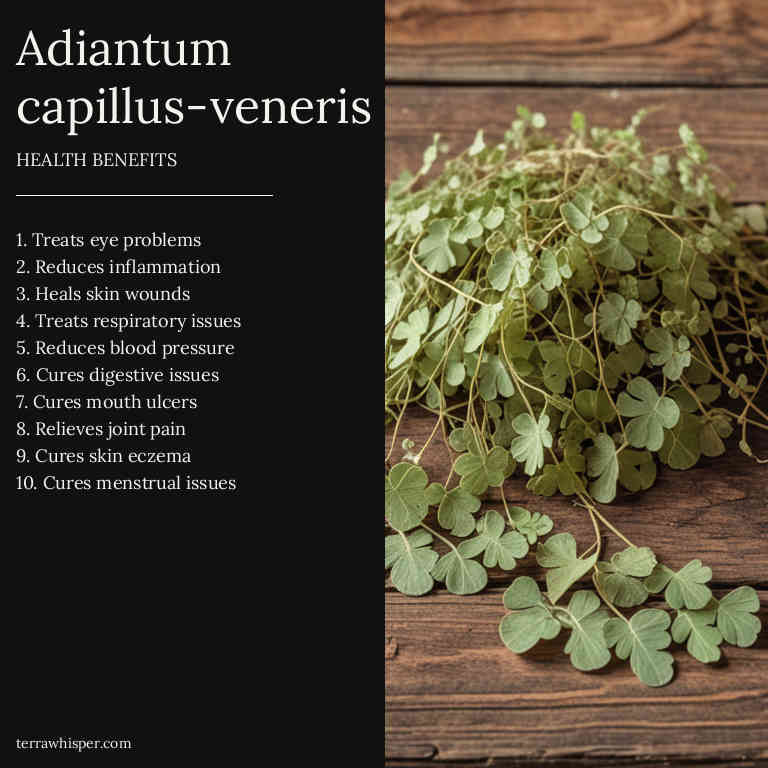 Adiantum
capillus-veneris
HEALTH BENEFITS
1. Treats eye problems
2. Reduces inflammation
3. Heals skin wounds
4. Treats respiratory issues
5. Reduces blood pressure
6. Cures digestive issues
7. Cures mouth ulcers
8. Relieves joint pain
9. Cures skin eczema
10. Cures menstrual issues
terrawhisper.com